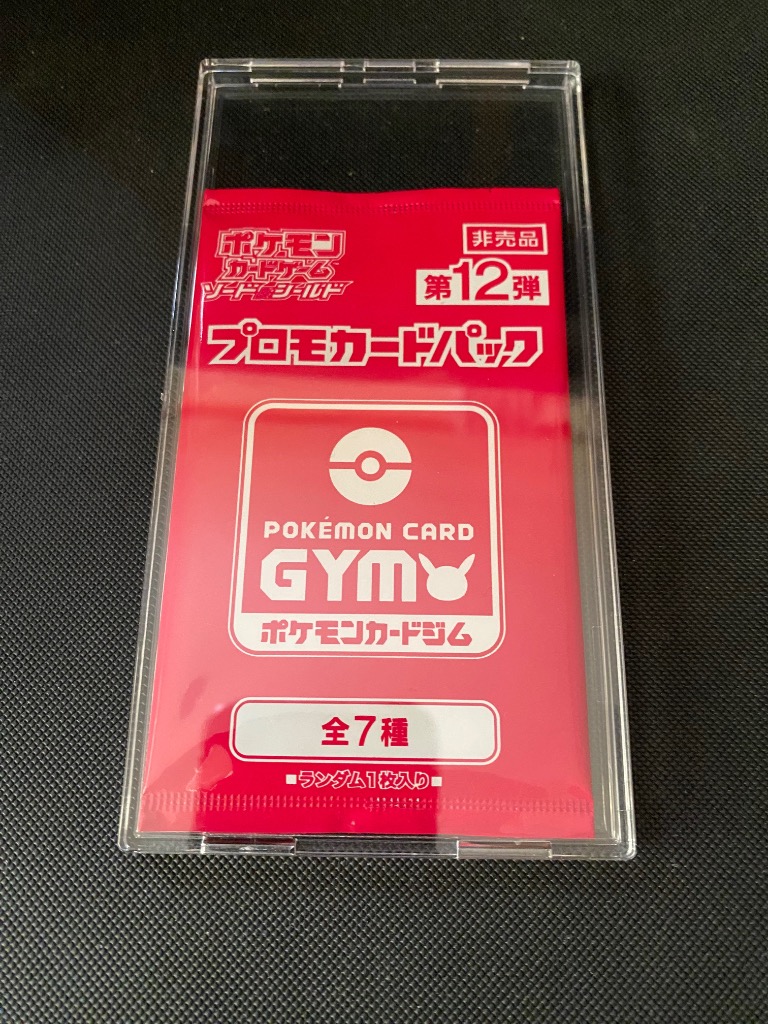 ポケモン
カードゲーム
ソード&シールド
非売品
第12弾
プロモカードパック
POKÉMON CARD
GYM
ポケモンカードジム
全7種
■ランダム1枚入り■